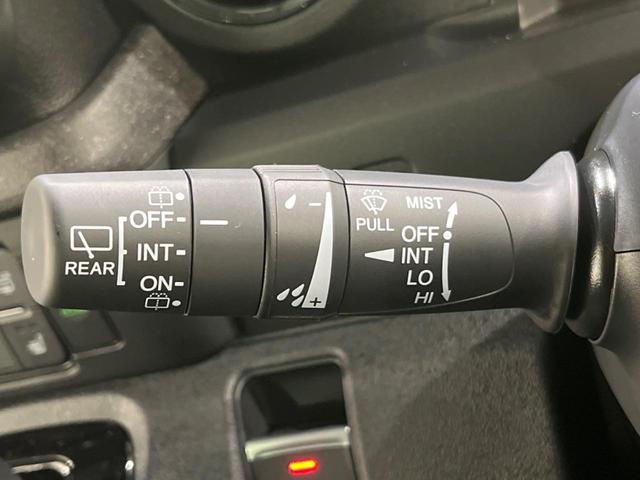 OFF
INT
ON
REAR
−
+
PULL
MIST
OFF
INT
LO
HI